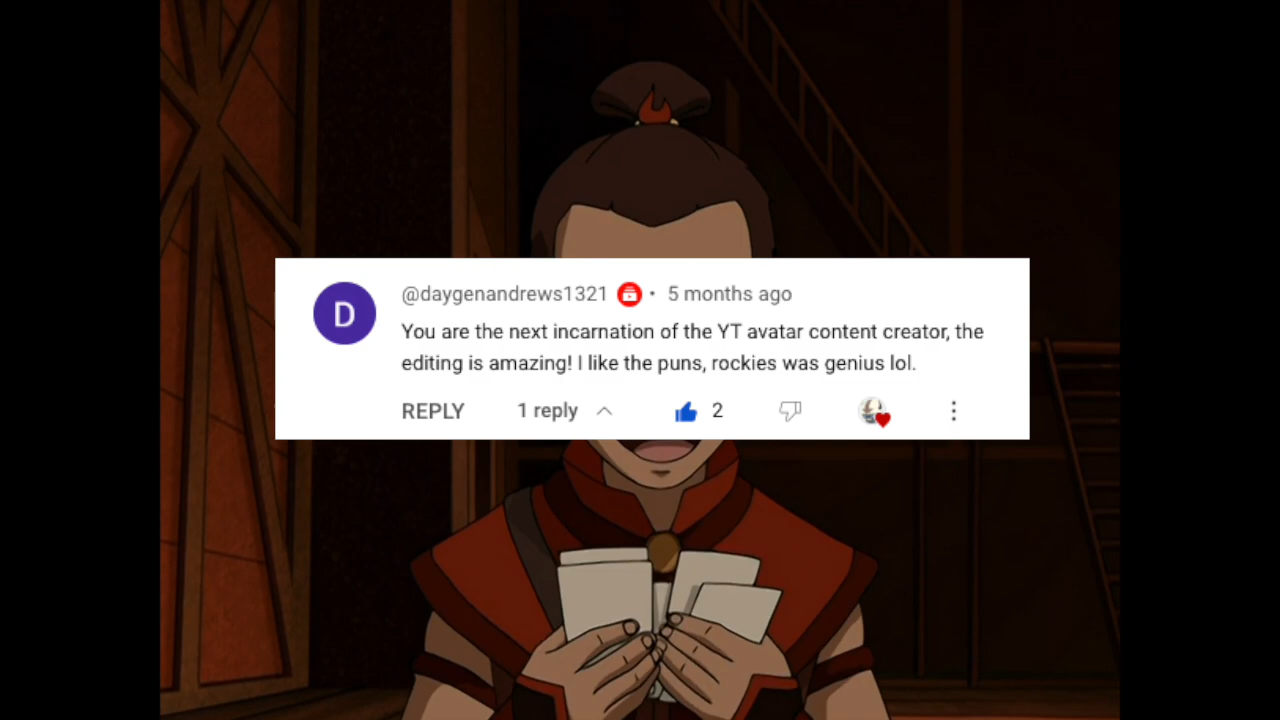 D
@daygenandrews1321 • 5 months ago
You are the next incarnation of the YT avatar content creator, the
editing is amazing! I like the puns, rockies was genius lol.
REPLY 1 reply 2